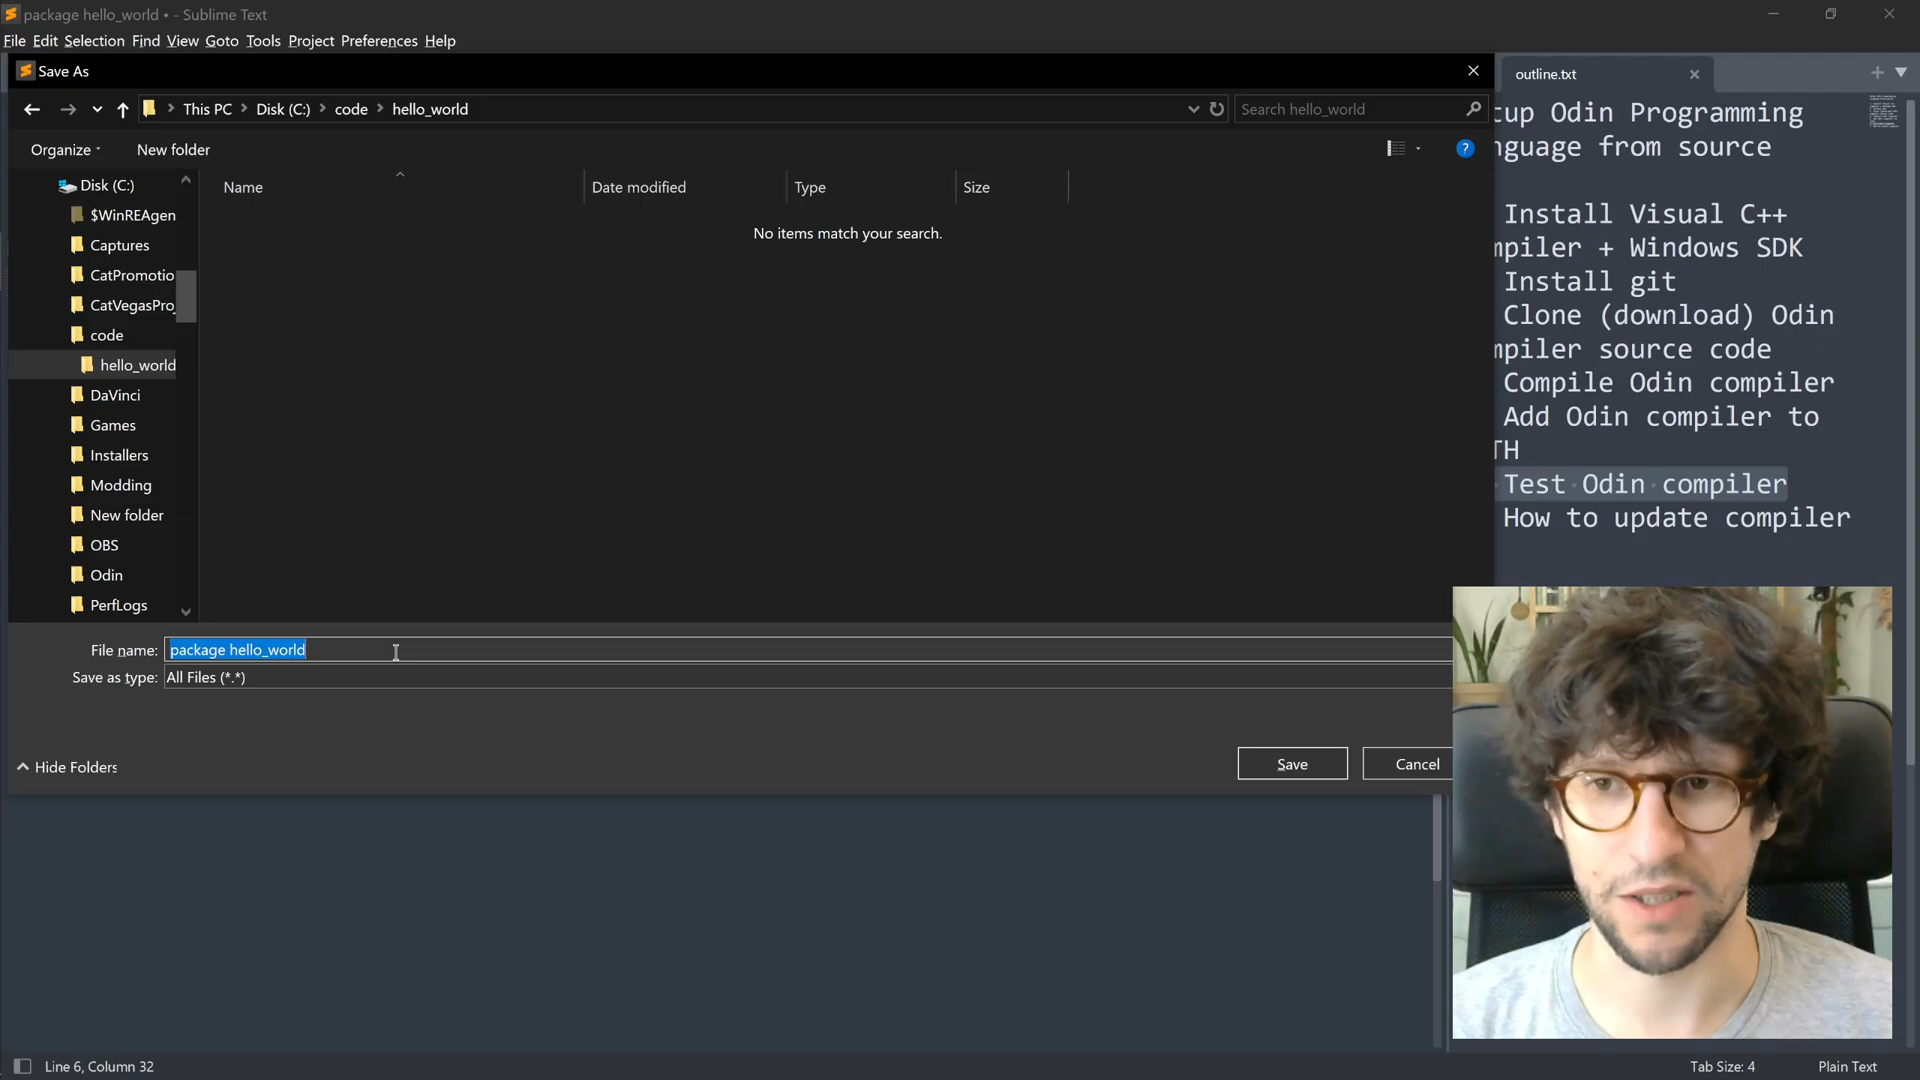 package hello_world • - Sublime Text
File Edit Selection Find View Goto Tools Project Preferences Help
Save As
This PC > Disk (C:) > code > hello_world
Search hello_world
Organize
New folder
Name
Date modified
Type
Size
No items match your search.
Disk (C:)
$WinREAgen
Captures
CatPromotio
CatVegasPro
code
hello_world
DaVinci
Games
Installers
Modding
New folder
OBS
Odin
PerfLogs
File name: package hello_world
Save as type: All Files (*.*)
Hide Folders
Save
Cancel
outline.txt
tup Odin Programming
nguage from source
Install Visual C++
mpiler + Windows SDK
Install git
Clone (download) Odin
mpiler source code
Compile Odin compiler
Add Odin compiler to
TH
Test Odin compiler
How to update compiler
Line 6, Column 32
Tab Size: 4
Plain Text